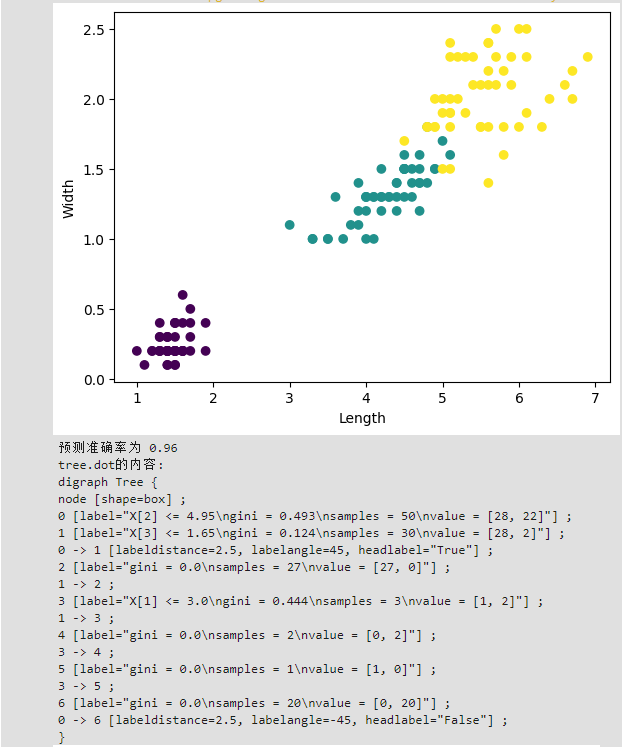 2.5
2.0
1.5
1.0
0.5
0.0
Width
1 2 3 4 5 6 7
Length
预测准确率为 0.96
tree.dot的内容:
digraph Tree {
node [shape=box] ;
0 [label="X[2] <= 4.95\ngini = 0.493\nsamples = 50\nvalue = [28, 22]"] ;
1 [label="X[3] <= 1.65\ngini = 0.124\nsamples = 30\nvalue = [28, 2]"] ;
0 -> 1 [labeldistance=2.5, labelangle=45, headlabel="True"] ;
2 [label="gini = 0.0\nsamples = 27\nvalue = [27, 0]"] ;
1 -> 2 ;
3 [label="X[1] <= 3.0\ngini = 0.444\nsamples = 3\nvalue = [1, 2]"] ;
1 -> 3 ;
4 [label="gini = 0.0\nsamples = 2\nvalue = [0, 2]"] ;
3 -> 4 ;
5 [label="gini = 0.0\nsamples = 1\nvalue = [1, 0]"] ;
3 -> 5 ;
6 [label="gini = 0.0\nsamples = 20\nvalue = [0, 20]"] ;
0 -> 6 [labeldistance=2.5, labelangle=-45, headlabel="False"] ;
}